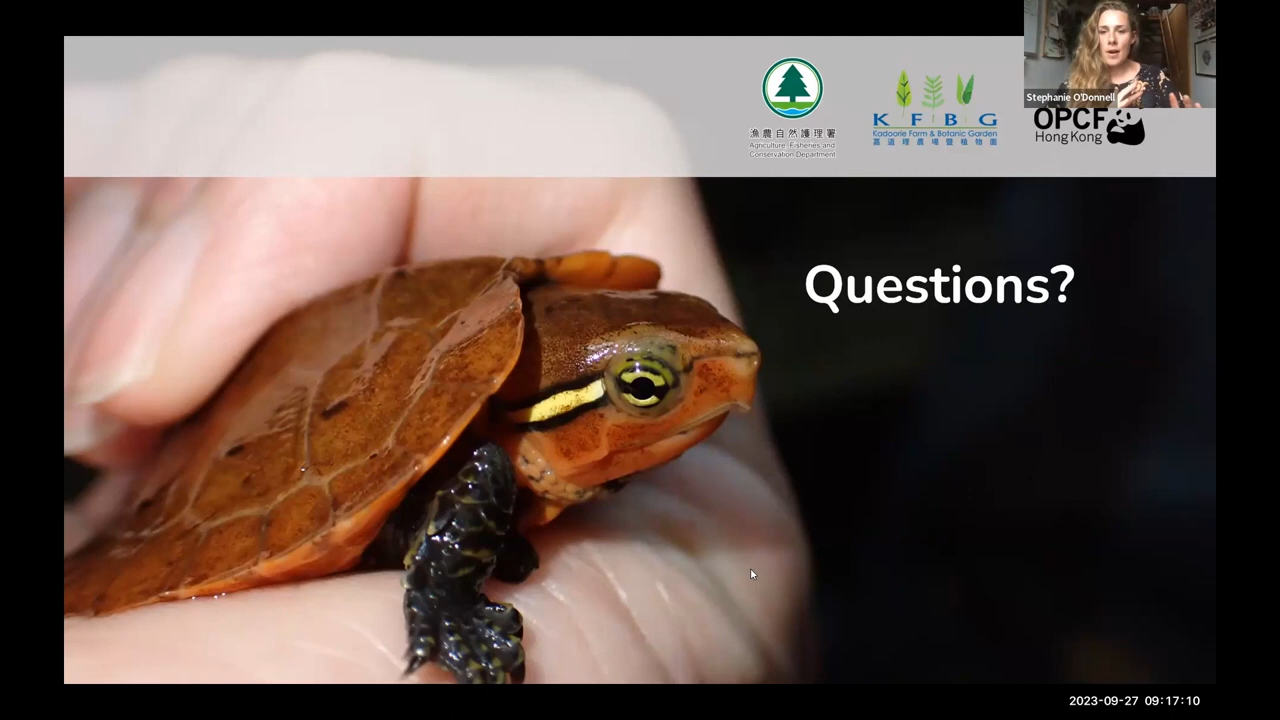 漁農自然護理署
Agriculture, Fisheries and
Conservation Department
K F B G
Kadoorie Farm & Botanic Garden
嘉道理農場暨植物園
Stephanie O'Donnell
OPCF
Hong Kong
Questions?
2023-09-27 09:17:10